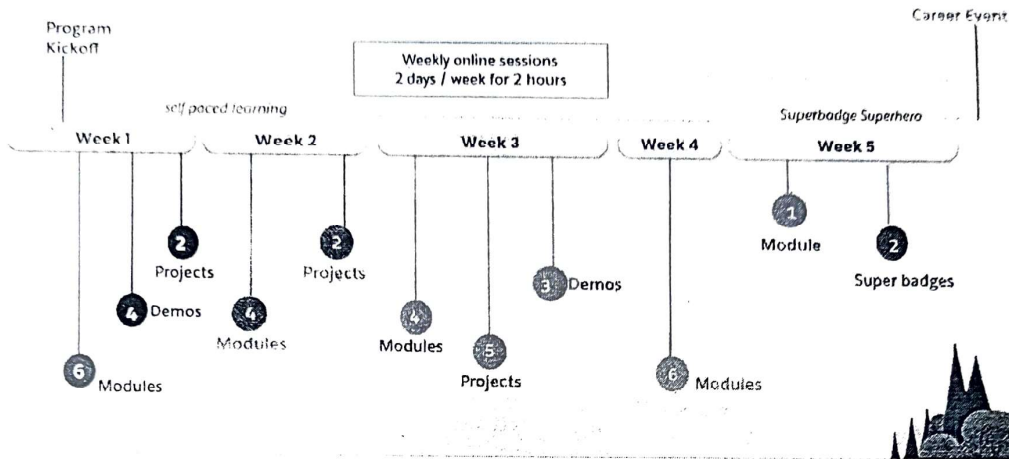 Career Event
Program
Kickoff
Weekly online sessions
2 days / week for 2 hours
self paced learning
Superbadge Superhero
Week 1
Week 2
Week 3
Week 4
Week 5
1
Module
2
Projects
2
Projects
2
Super badges
3 Demos
4 Demos
4
Modules
4
Modules
5
Projects
6 Modules
6 Modules